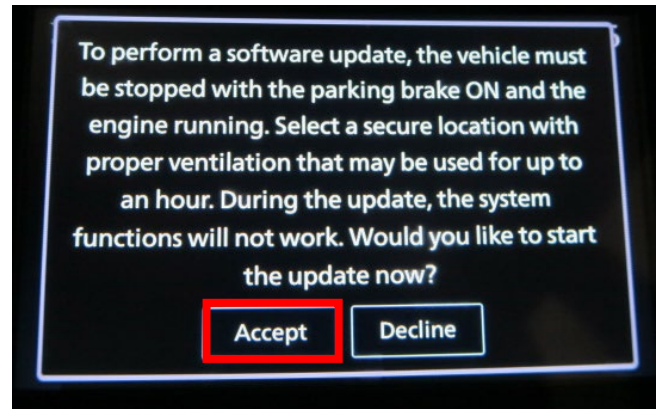 To perform a software update, the vehicle must
be stopped with the parking brake ON and the
engine running. Select a secure location with
proper ventilation that may be used for up to
an hour. During the update, the system
functions will not work. Would you like to start
the update now?
Accept Decline